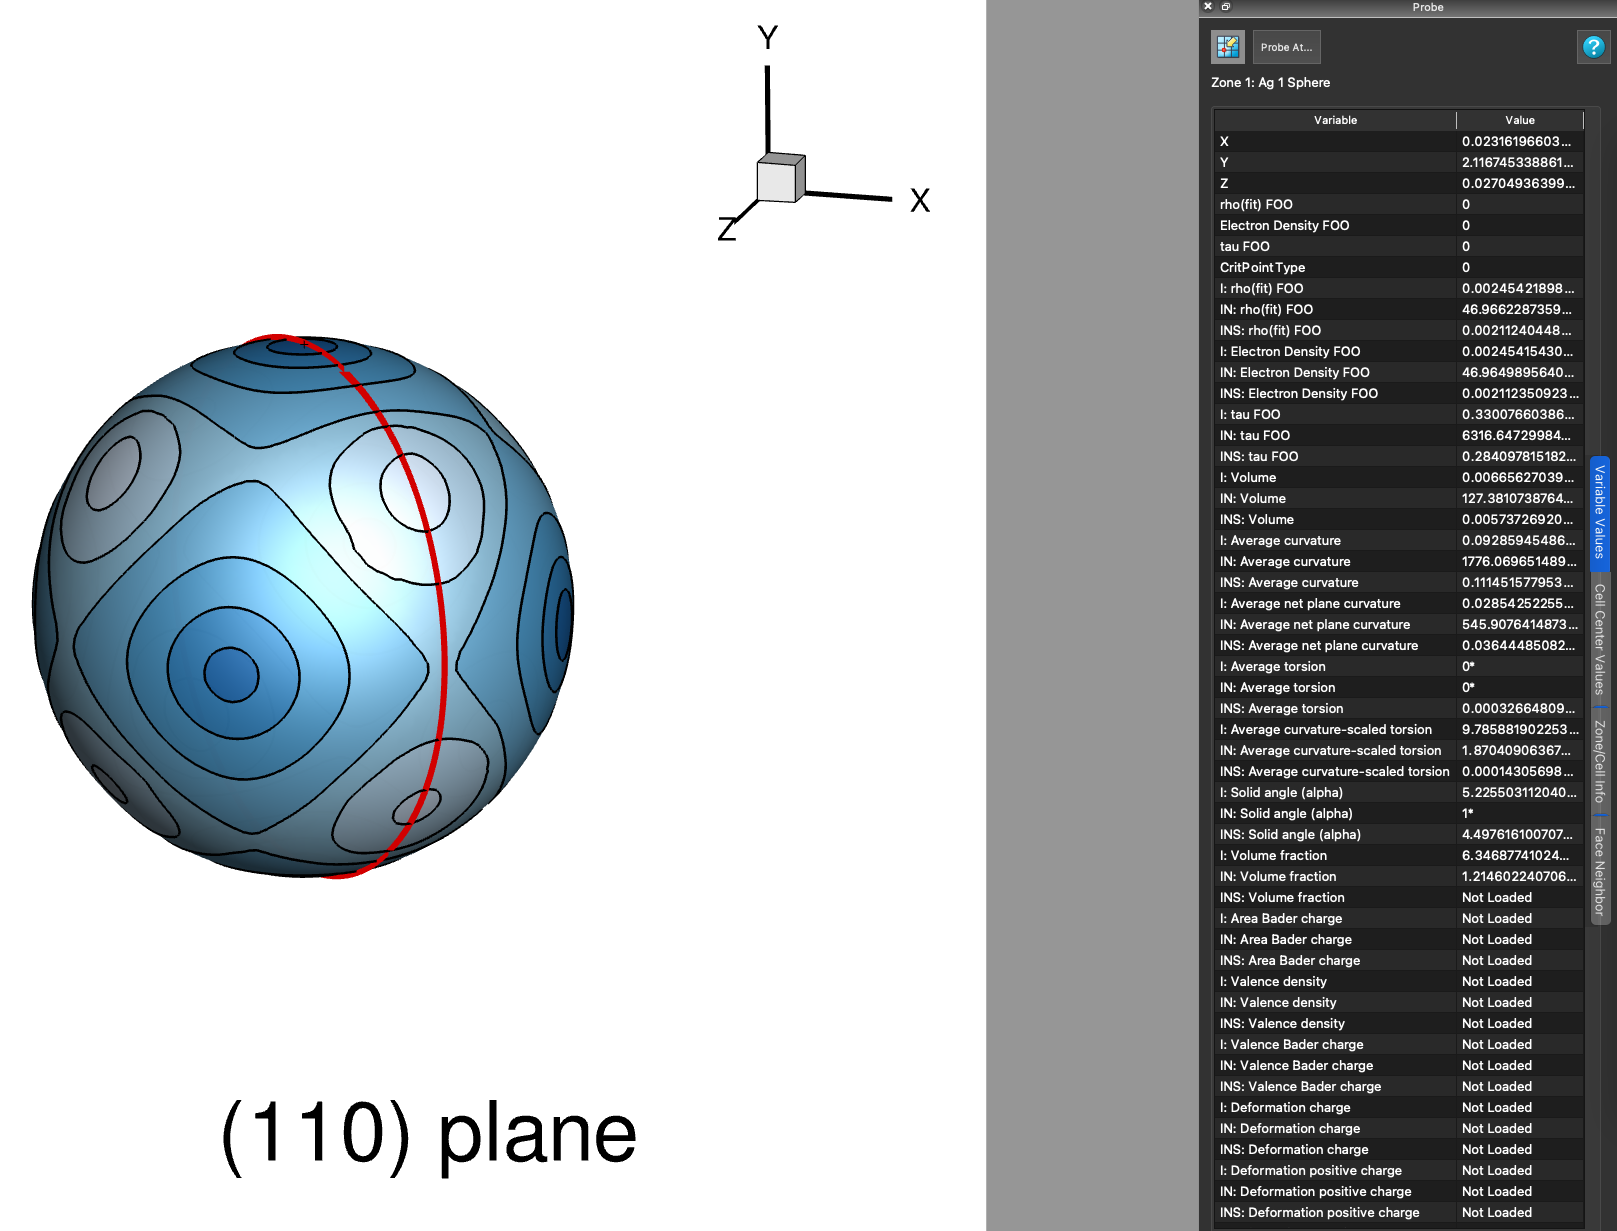 Y
X
Z
(110) plane
Probe
Probe At...
?
Zone 1: Ag 1 Sphere
Variable Value
X 0.02316196603...
Y 2.116745338861...
Z 0.02704936399...
rho(fit) FOO 0
Electron Density FOO 0
tau FOO 0
CritPointType 0
I: rho(fit) FOO 0.00245421898...
IN: rho(fit) FOO 46.9662287359...
INS: rho(fit) FOO 0.00211240448...
I: Electron Density FOO 0.00245415430...
IN: Electron Density FOO 46.9649895640...
INS: Electron Density FOO 0.002112350923...
I: tau FOO 0.33007660386...
IN: tau FOO 6316.64729984...
INS: tau FOO 0.284097815182...
I: Volume 0.00665627039...
IN: Volume 127.3810738764...
INS: Volume 0.00573726920...
I: Average curvature 0.09285945486...
IN: Average curvature 1776.069651489...
INS: Average curvature 0.111451577953...
I: Average net plane curvature 0.02854252255...
IN: Average net plane curvature 545.9076414873...
INS: Average net plane curvature 0.03644485082...
I: Average torsion 0*
IN: Average torsion 0*
INS: Average torsion 0.00032664809...
I: Average curvature-scaled torsion 9.785881902253...
IN: Average curvature-scaled torsion 1.87040906367...
INS: Average curvature-scaled torsion 0.00014305698...
I: Solid angle (alpha) 5.225503112040...
IN: Solid angle (alpha) 1*
INS: Solid angle (alpha) 4.497616100707...
I: Volume fraction 6.34687741024...
IN: Volume fraction 1.214602240706...
INS: Volume fraction Not Loaded
I: Area Bader charge Not Loaded
IN: Area Bader charge Not Loaded
INS: Area Bader charge Not Loaded
I: Valence density Not Loaded
IN: Valence density Not Loaded
INS: Valence density Not Loaded
I: Valence Bader charge Not Loaded
IN: Valence Bader charge Not Loaded
INS: Valence Bader charge Not Loaded
I: Deformation charge Not Loaded
IN: Deformation charge Not Loaded
INS: Deformation charge Not Loaded
I: Deformation positive charge Not Loaded
IN: Deformation positive charge Not Loaded
INS: Deformation positive charge Not Loaded
Variable Values
Cell Center Values
Zone/Cell Info
Face Neighbor